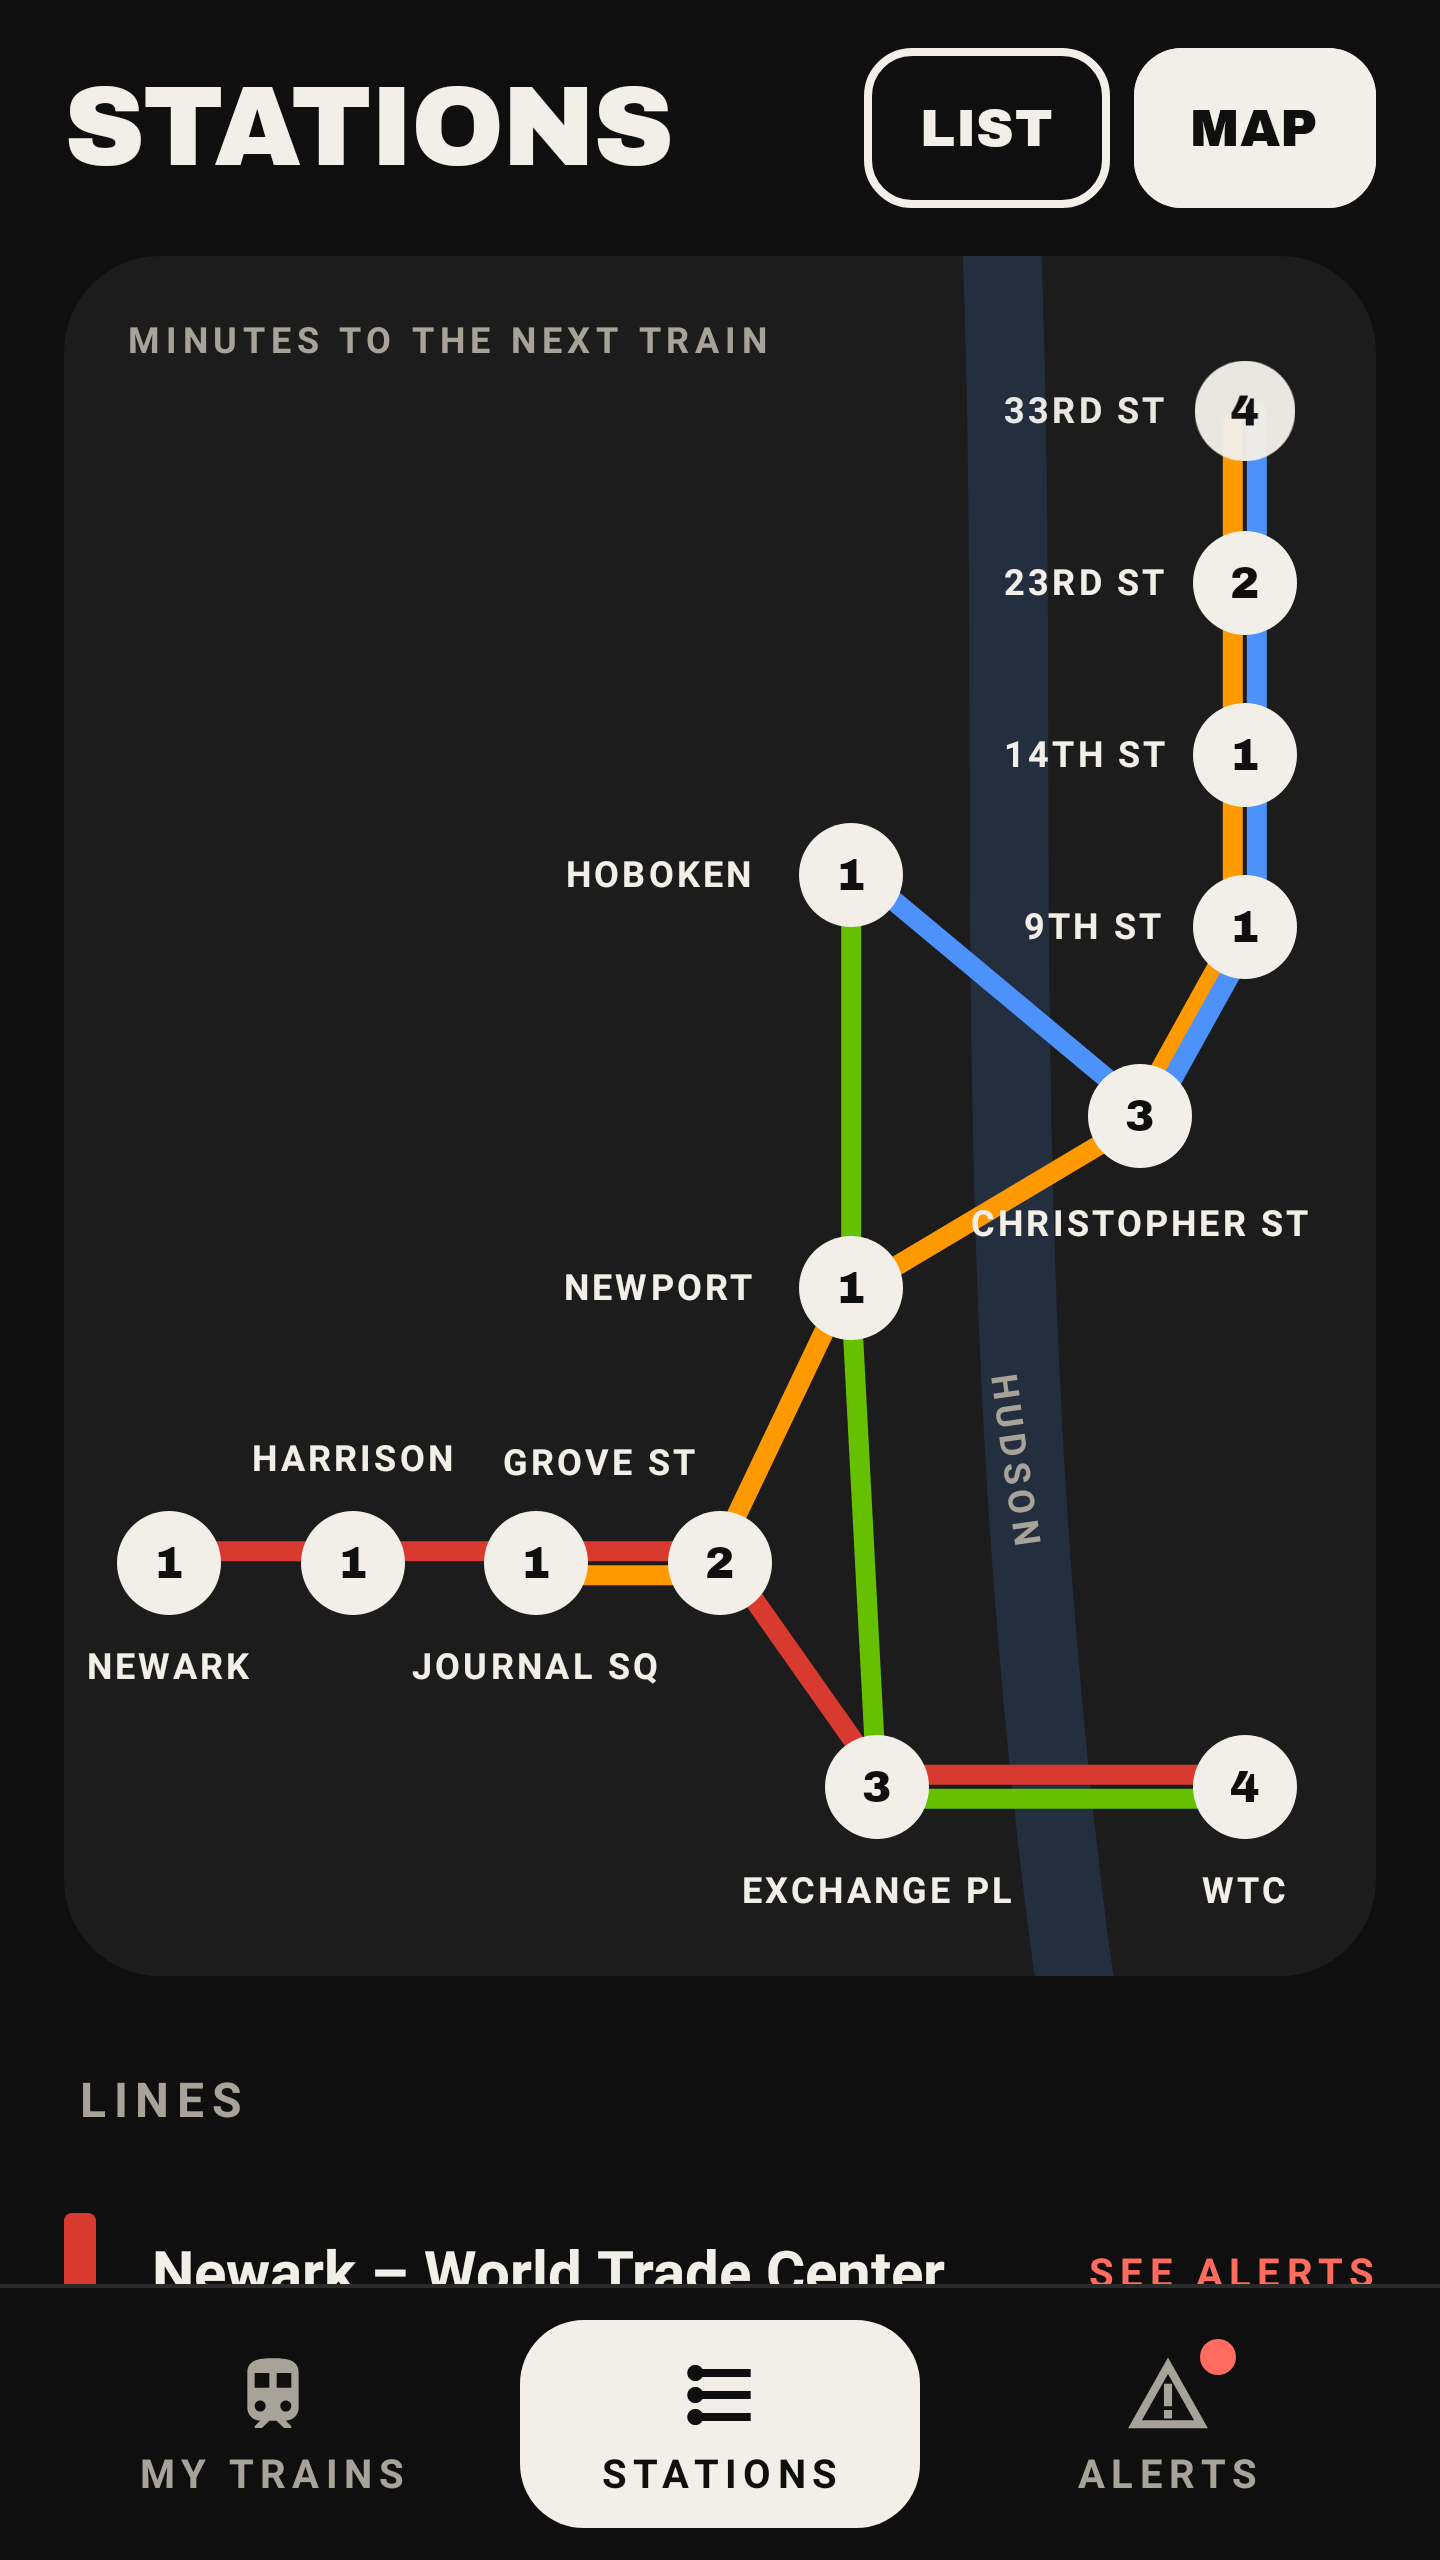 STATIONS
LIST
MAP
MINUTES TO THE NEXT TRAIN
33RD ST
4
23RD ST
2
14TH ST
1
HOBOKEN
1
9TH ST
1
3
CHRISTOPHER ST
NEWPORT
1
HUDSON
HARRISON
GROVE ST
1
1
1
2
NEWARK
JOURNAL SQ
3
4
EXCHANGE PL
WTC
LINES
Newark – World Trade Center
SEE ALERTS
MY TRAINS
STATIONS
ALERTS